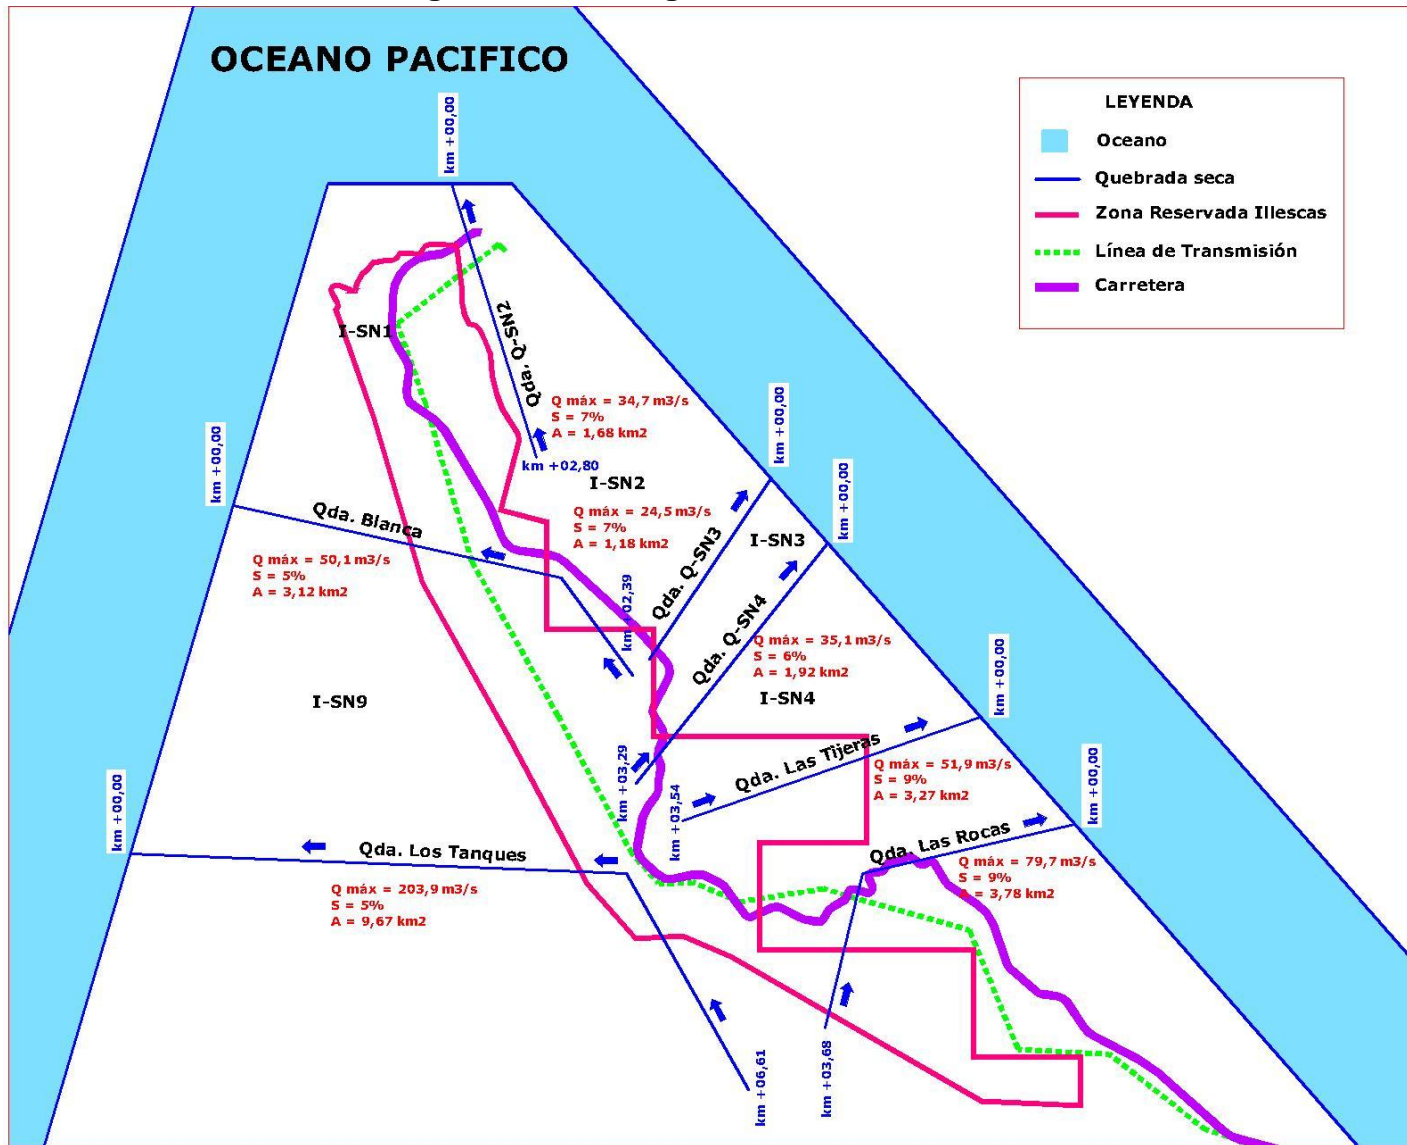 OCEANO PACIFICO
km +00,00
LEYENDA
Oceano
Quebrada seca
Zona Reservada Illescas
Línea de Transmisión
Carretera
I-SN1
Qda. Q-SN2
Q máx = 34,7 m3/s
S = 7%
A = 1,68 km2
km +02,80
I-SN2
km +00,00
km +00,00
km +00,00
Qda. Blanca
Q máx = 50,1 m3/s
S = 5%
A = 3,12 km2
Q máx = 24,5 m3/s
S = 7%
A = 1,18 km2
km +02,39
Qda. Q-SN3
I-SN3
Qda. Q-SN4
Q máx = 35,1 m3/s
S = 6%
A = 1,92 km2
I-SN4
I-SN9
km +00,00
km +03,29
km +03,54
Qda. Las Tijeras
Q máx = 51,9 m3/s
S = 9%
A = 3,27 km2
km +00,00
km +00,00
Qda. Los Tanques
Q máx = 203,9 m3/s
S = 5%
A = 9,67 km2
Qda. Las Rocas
Q máx = 79,7 m3/s
S = 9%
A = 3,78 km2
km +06,61
km +03,68